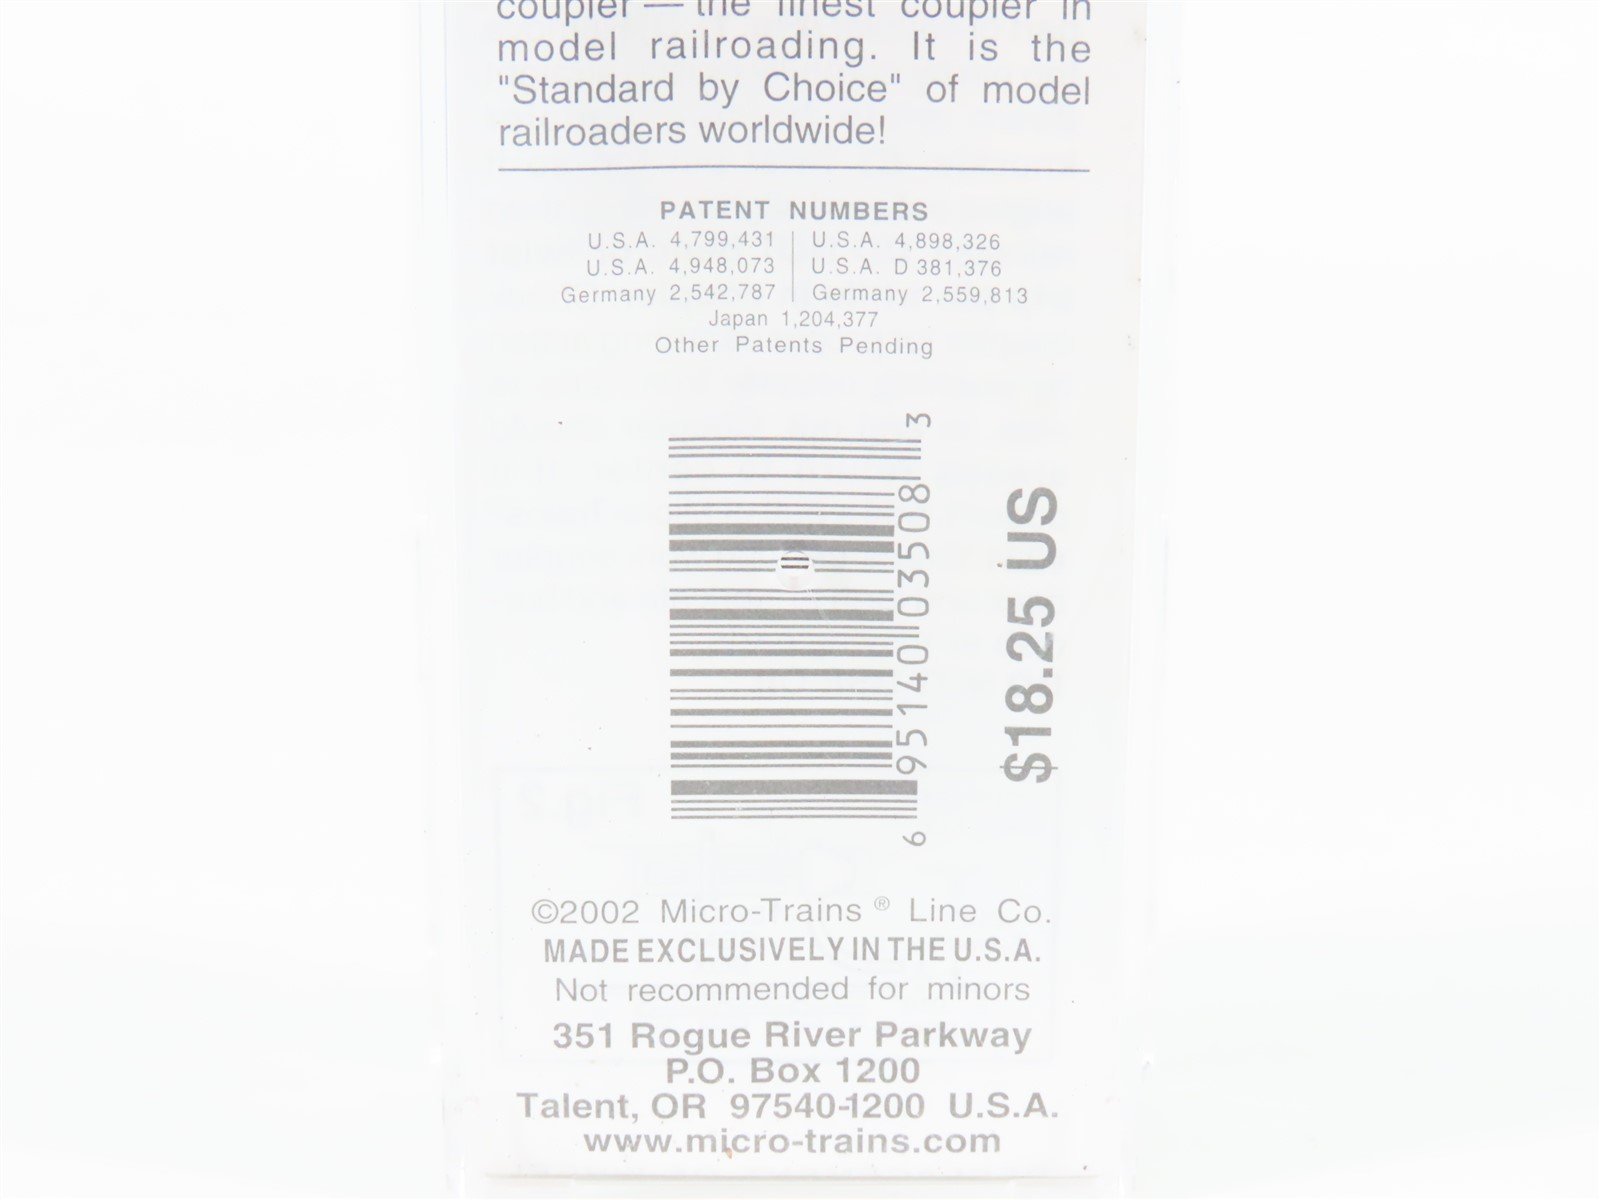 coupler — the finest coupler in
model railroading. It is the
"Standard by Choice" of model
railroaders worldwide!
PATENT NUMBERS
U.S.A. 4,799,431 | U.S.A. 4,898,326
U.S.A. 4,948,073 | U.S.A. D 381,376
Germany 2,542,787 | Germany 2,559,813
Japan 1,204,377
Other Patents Pending
6 95140 03508 3
$18.25 US
©2002 Micro-Trains ® Line Co.
MADE EXCLUSIVELY IN THE U.S.A.
Not recommended for minors
351 Rogue River Parkway
P.O. Box 1200
Talent, OR 97540-1200 U.S.A.
www.micro-trains.com
Fig.2